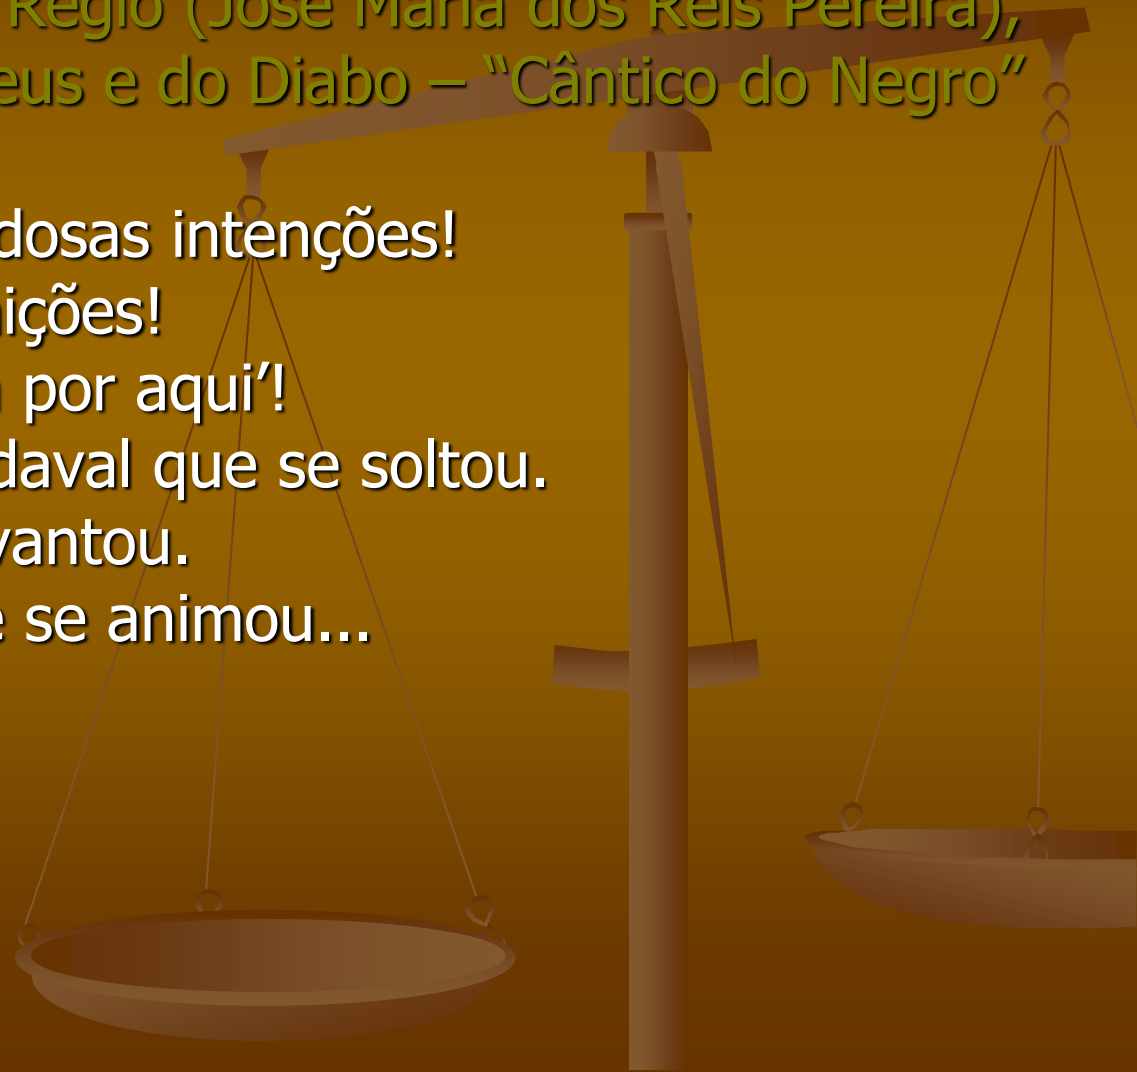 Régio (José Maria dos Reis Pereira),
eus e do Diabo – “Cântico do Negro”
dosas intenções!
ições!
por aqui’!
daval que se soltou.
vantou.
se animou...